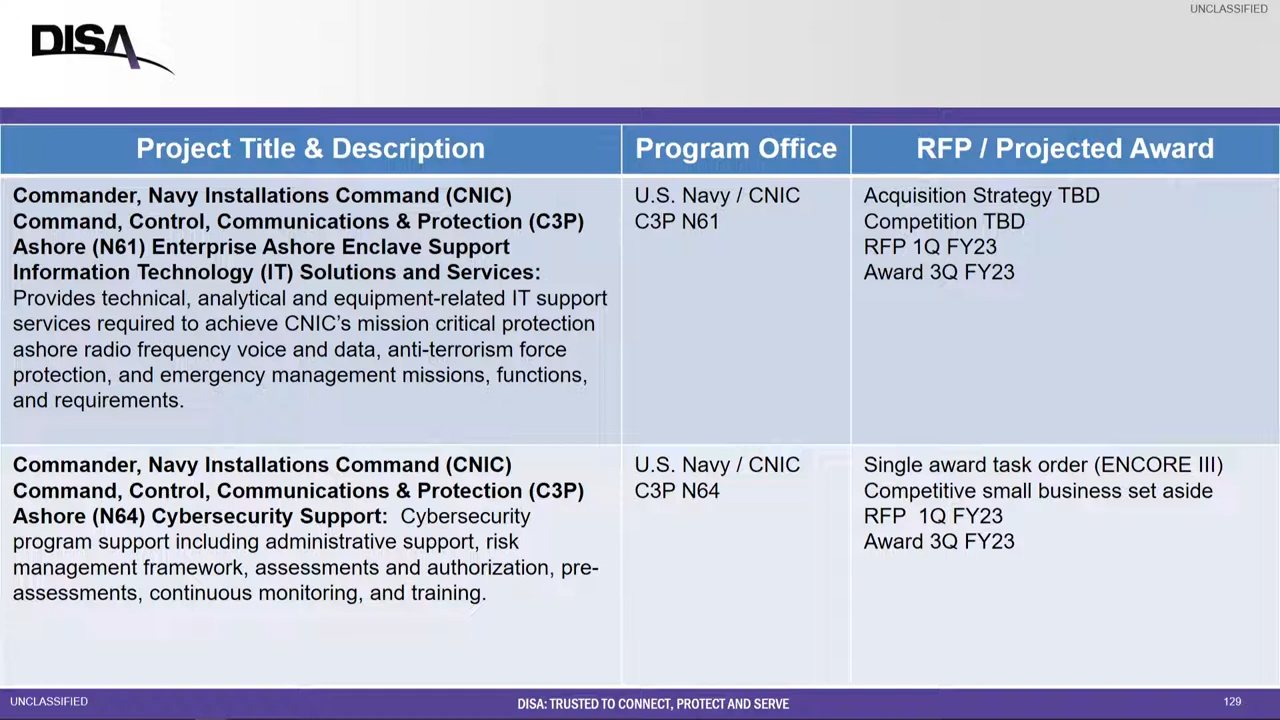 UNCLASSIFIED
DISA
Project Title & Description
Program Office
RFP / Projected Award
Commander, Navy Installations Command (CNIC)
Command, Control, Communications & Protection (C3P)
Ashore (N61) Enterprise Ashore Enclave Support
Information Technology (IT) Solutions and Services:
Provides technical, analytical and equipment-related IT support
services required to achieve CNIC’s mission critical protection
ashore radio frequency voice and data, anti-terrorism force
protection, and emergency management missions, functions,
and requirements.
U.S. Navy / CNIC
C3P N61
Acquisition Strategy TBD
Competition TBD
RFP 1Q FY23
Award 3Q FY23
Commander, Navy Installations Command (CNIC)
Command, Control, Communications & Protection (C3P)
Ashore (N64) Cybersecurity Support:  Cybersecurity
program support including administrative support, risk
management framework, assessments and authorization, pre-
assessments, continuous monitoring, and training.
U.S. Navy / CNIC
C3P N64
Single award task order (ENCORE III)
Competitive small business set aside
RFP  1Q FY23
Award 3Q FY23
UNCLASSIFIED
DISA: TRUSTED TO CONNECT, PROTECT AND SERVE
129